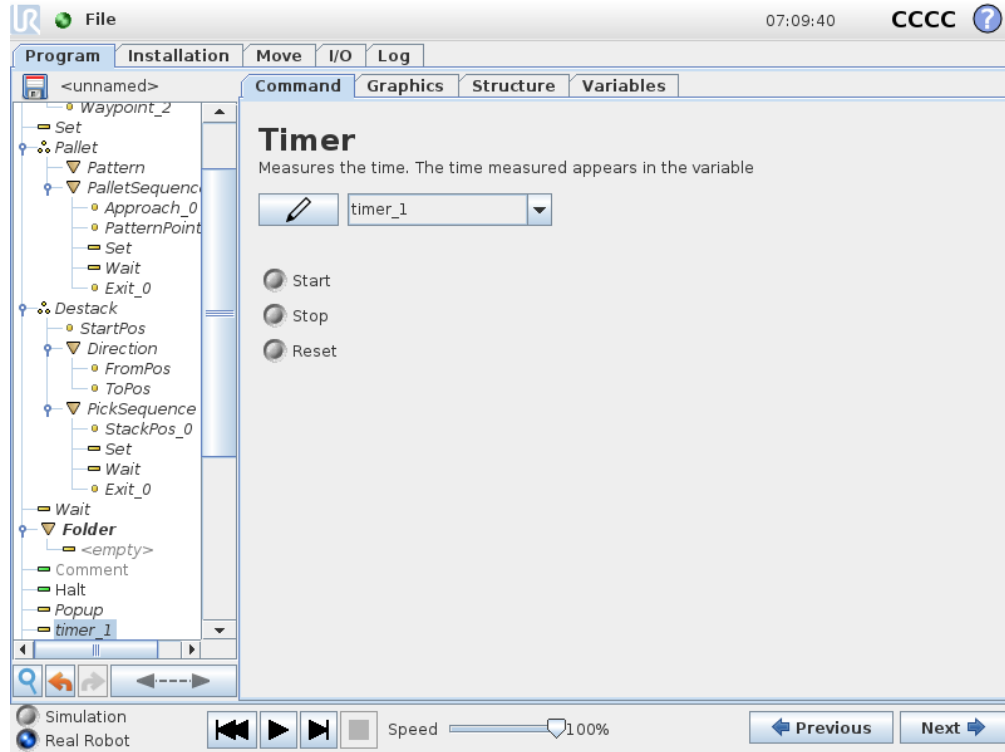 UR File 07:09:40 CCCC ?
Program Installation Move I/O Log
<unnamed> Command Graphics Structure Variables
Waypoint_2
Set
Pallet
Pattern
PalletSequenc
Approach_0
PatternPoint
Set
Wait
Exit_0
Destack
StartPos
Direction
FromPos
ToPos
PickSequence
StackPos_0
Set
Wait
Exit_0
Wait
Folder
<empty>
Comment
Halt
Popup
timer_1
Timer
Measures the time. The time measured appears in the variable
timer_1
Start
Stop
Reset
Simulation
Real Robot
Speed 100%
Previous Next